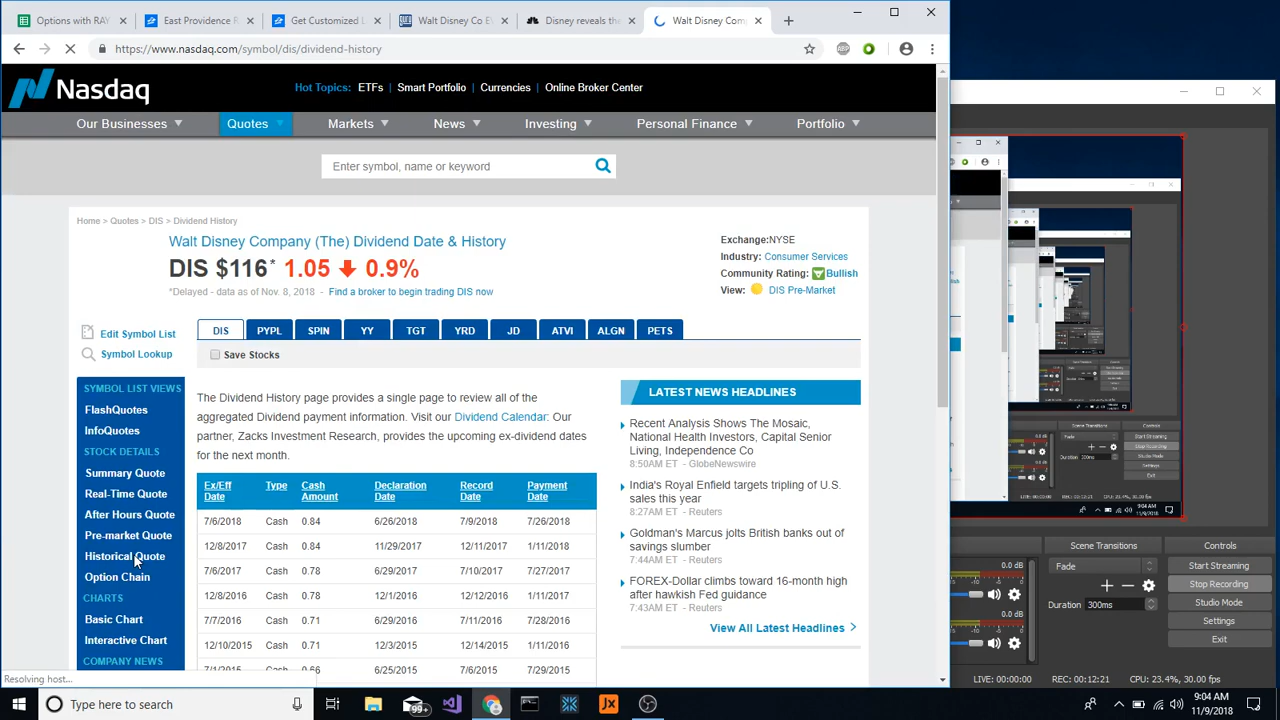 Options with RAY
East Providence R
Get Customized L
Walt Disney Co E
Disney reveals the
Walt Disney Com
https://www.nasdaq.com/symbol/dis/dividend-history
ABP
Nasdaq
Hot Topics: ETFs Smart Portfolio Currencies Online Broker Center
Our Businesses Quotes Markets News Investing Personal Finance Portfolio
Enter symbol, name or keyword
Home > Quotes > DIS > Dividend History
Walt Disney Company (The) Dividend Date & History
DIS $116* 1.05 0.9%
*Delayed - data as of Nov. 8, 2018 - Find a broker to begin trading DIS now
Exchange:NYSE
Industry: Consumer Services
Community Rating: Bullish
View: DIS Pre-Market
Edit Symbol List
Symbol Lookup
DIS PYPL SPIN YY TGT YRD JD ATVI ALGN PETS
Save Stocks
SYMBOL LIST VIEWS
FlashQuotes
InfoQuotes
STOCK DETAILS
Summary Quote
Real-Time Quote
After Hours Quote
Pre-market Quote
Historical Quote
Option Chain
CHARTS
Basic Chart
Interactive Chart
COMPANY NEWS
The Dividend History page provides a single page to review all of the
aggregated Dividend payment information. Visit our Dividend Calendar: Our
partner, Zacks Investment Research, provides the upcoming ex-dividend dates
for the next month.
Ex/Eff Date Type Cash Amount Declaration Date Record Date Payment Date
7/6/2018 Cash 0.84 6/26/2018 7/9/2018 7/26/2018
12/8/2017 Cash 0.84 11/29/2017 12/11/2017 1/11/2018
7/6/2017 Cash 0.78 6/28/2017 7/10/2017 7/27/2017
12/8/2016 Cash 0.78 12/1/2016 12/12/2016 1/11/2017
7/7/2016 Cash 0.71 6/29/2016 7/11/2016 7/28/2016
12/10/2015 Cash 0.71 12/3/2015 12/14/2015 1/11/2016
7/1/2015 Cash 0.66 6/25/2015 7/6/2015 7/29/2015
LATEST NEWS HEADLINES
Recent Analysis Shows The Mosaic,
National Health Investors, Capital Senior
Living, Independence Co
8:50AM ET - GlobeNewswire
India's Royal Enfield targets tripling of U.S.
sales this year
8:27AM ET - Reuters
Goldman's Marcus jolts British banks out of
savings slumber
7:44AM ET - Reuters
FOREX-Dollar climbs toward 16-month high
after hawkish Fed guidance
7:43AM ET - Reuters
View All Latest Headlines
Resolving host...
0.0 dB
0.0 dB
Scene Transitions
Fade
Duration 300ms
Controls
Start Streaming
Stop Recording
Studio Mode
Settings
Exit
LIVE: 00:00:00 REC: 00:12:21 CPU: 23.4%, 30.00 fps
Type here to search
99+
9:04 AM
11/9/2018